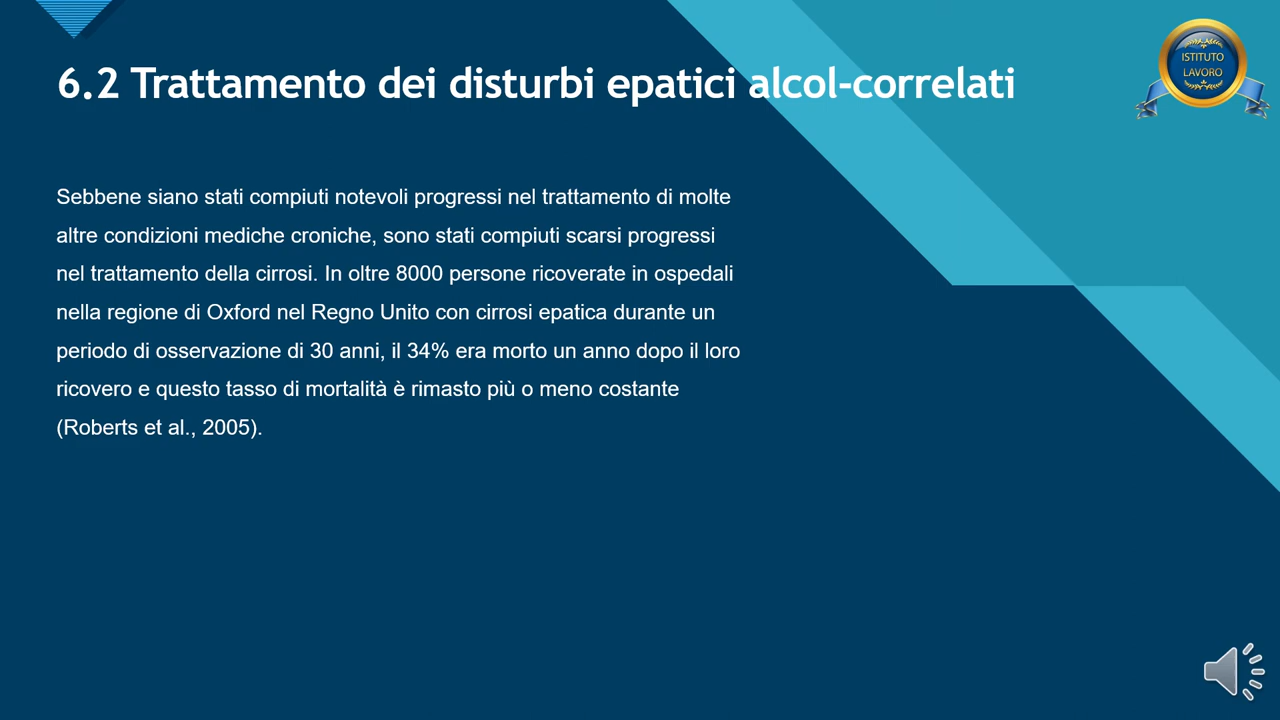 6.2 Trattamento dei disturbi epatici alcol-correlati
ISTITUTO
LAVORO
Sebbene siano stati compiuti notevoli progressi nel trattamento di molte
altre condizioni mediche croniche, sono stati compiuti scarsi progressi
nel trattamento della cirrosi. In oltre 8000 persone ricoverate in ospedali
nella regione di Oxford nel Regno Unito con cirrosi epatica durante un
periodo di osservazione di 30 anni, il 34% era morto un anno dopo il loro
ricovero e questo tasso di mortalità è rimasto più o meno costante
(Roberts et al., 2005).